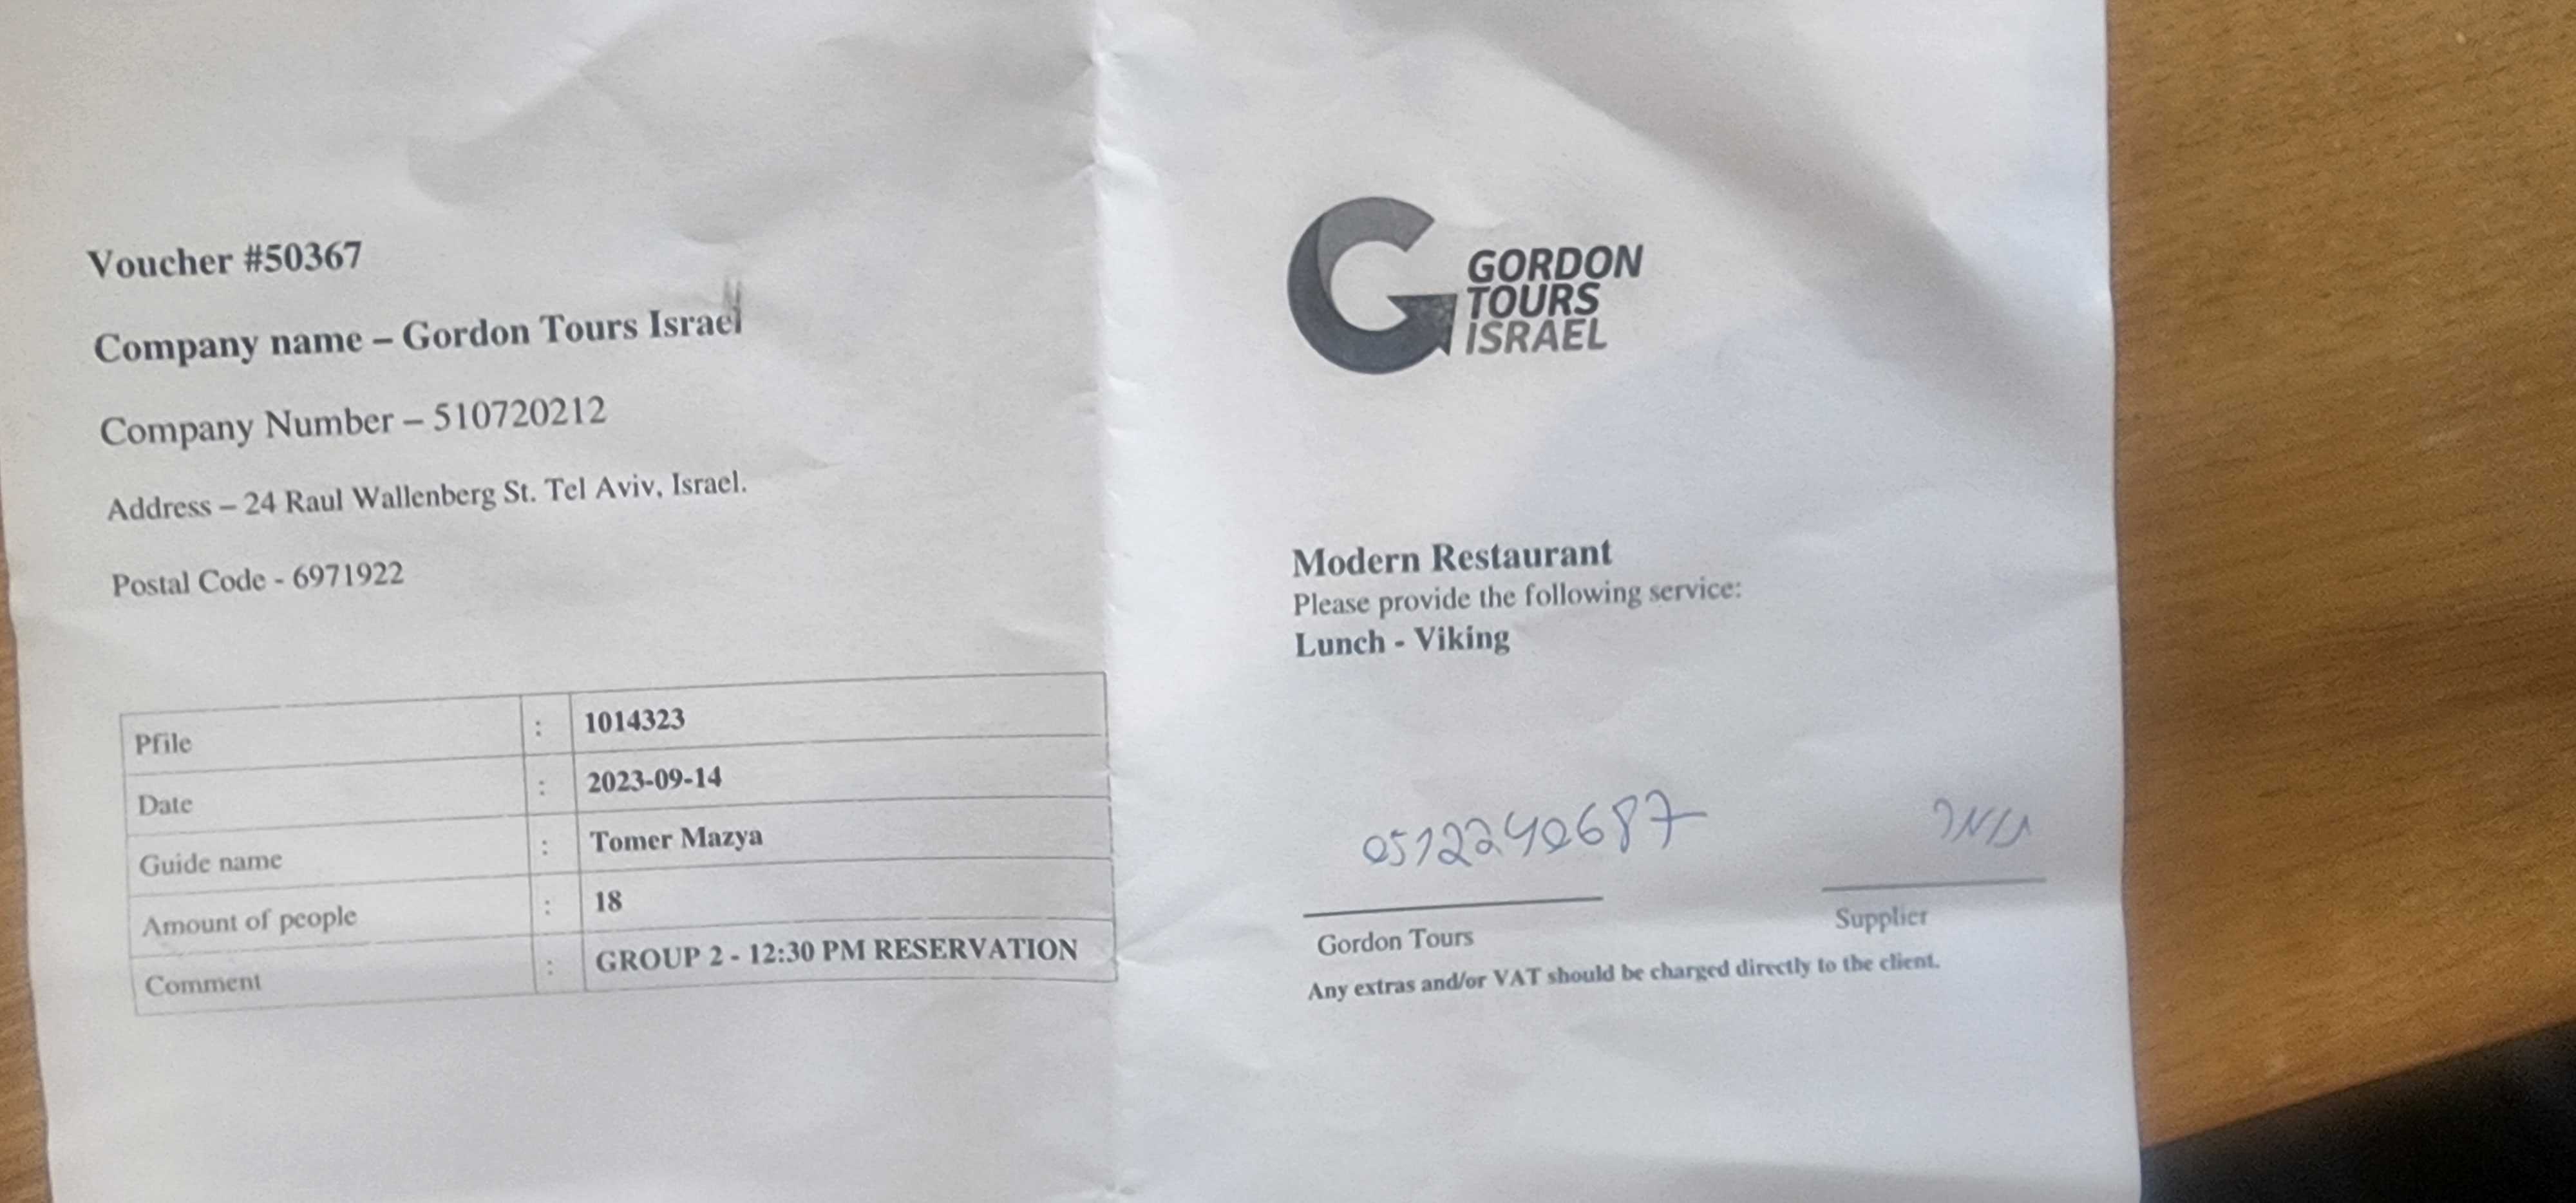 Voucher #50367
Company name – Gordon Tours Israel
Company Number – 510720212
Address – 24 Raul Wallenberg St. Tel Aviv, Israel.
Postal Code - 6971922
Pfile : 1014323
Date : 2023-09-14
Guide name : Tomer Mazya
Amount of people : 18
Comment : GROUP 2 - 12:30 PM RESERVATION
GORDON
TOURS
ISRAEL
Modern Restaurant
Please provide the following service:
Lunch - Viking
0512240687
Gordon Tours
Supplier
Any extras and/or VAT should be charged directly to the client.